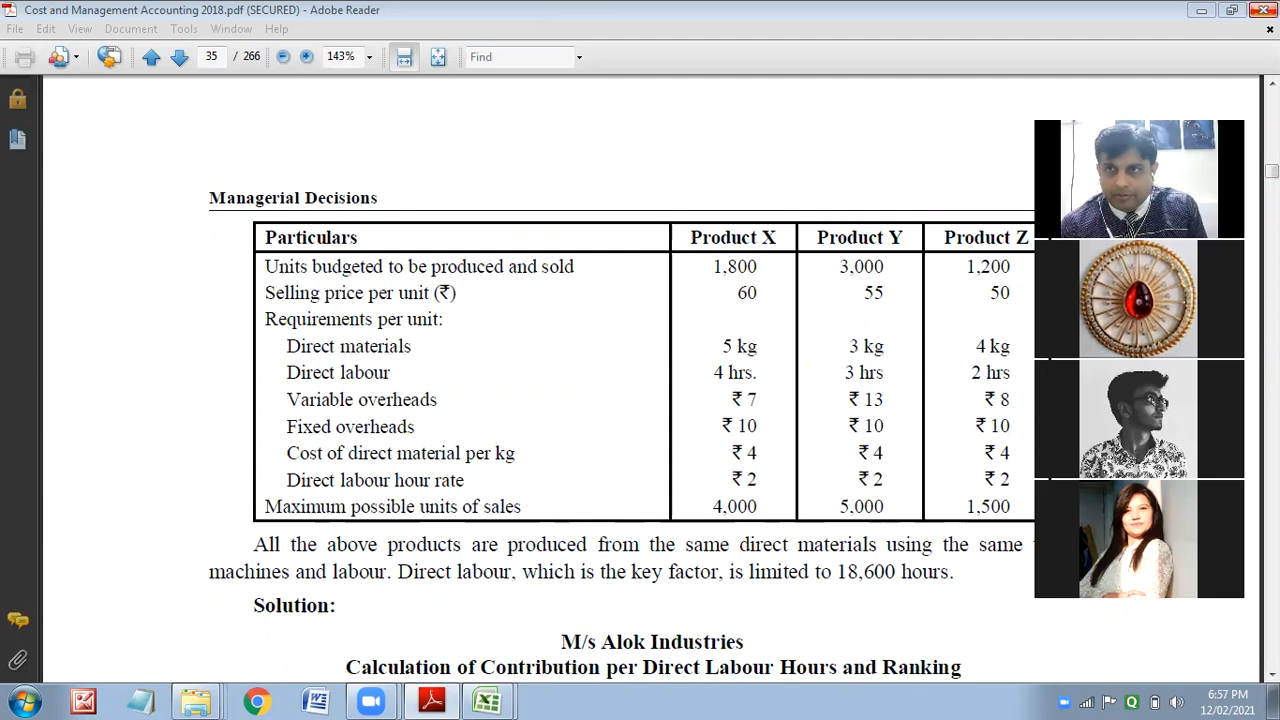 Cost and Management Accounting 2018.pdf (SECURED) - Adobe Reader
File Edit View Document Tools Window Help
35 / 266 143% Find
Managerial Decisions
Particulars Product X Product Y Product Z
Units budgeted to be produced and sold 1,800 3,000 1,200
Selling price per unit (₹) 60 55 50
Requirements per unit:
Direct materials 5 kg 3 kg 4 kg
Direct labour 4 hrs. 3 hrs 2 hrs
Variable overheads ₹ 7 ₹ 13 ₹ 8
Fixed overheads ₹ 10 ₹ 10 ₹ 10
Cost of direct material per kg ₹ 4 ₹ 4 ₹ 4
Direct labour hour rate ₹ 2 ₹ 2 ₹ 2
Maximum possible units of sales 4,000 5,000 1,500
All the above products are produced from the same direct materials using the same
machines and labour. Direct labour, which is the key factor, is limited to 18,600 hours.
Solution:
M/s Alok Industries
Calculation of Contribution per Direct Labour Hours and Ranking
6:57 PM
12/02/2021